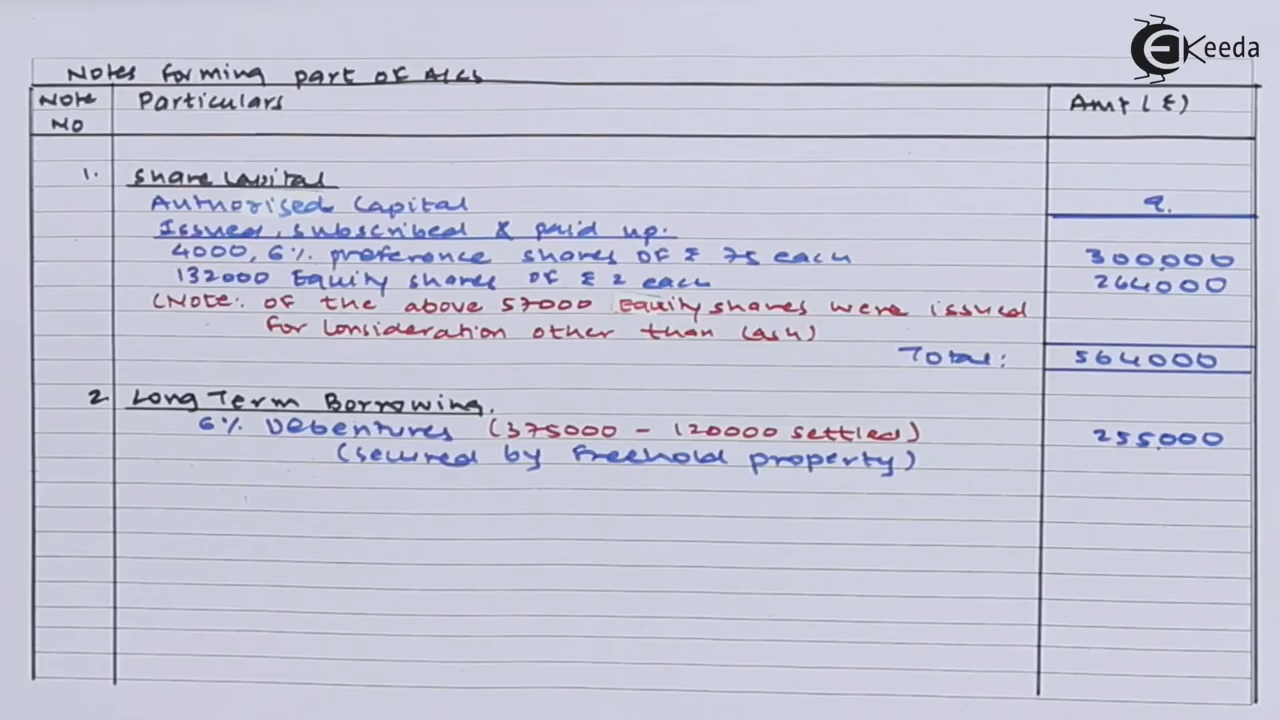 Keeda
Notes Forming part of A/cs
Note No Particulars Amt (₹)
1. Share Capital
Authorised Capital ?
Issued, subscribed & paid up.
4000, 6% preference shares of ₹ 75 each 300,000
132000 Equity shares of ₹ 2 each 264000
(Note: of the above 57000 Equity shares were issued
for consideration other than cash)
Total: 564000
2. Long Term Borrowing.
6% Debentures (375000 - 120000 settled) 255000
(secured by Freehold property)